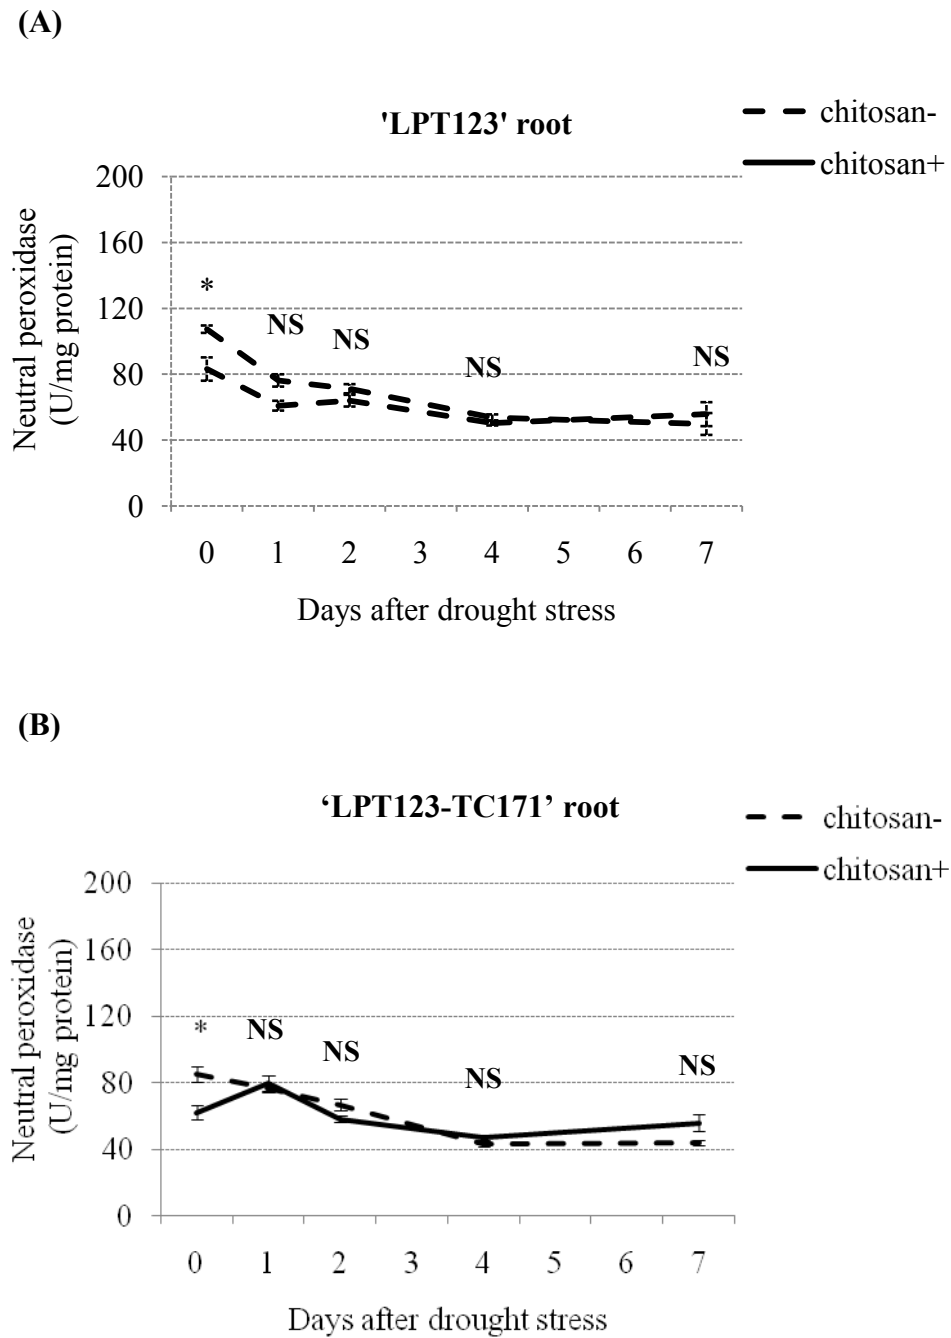 (A)
'LPT123' root
chitosan-
chitosan+
Neutral peroxidase
(U/mg protein)
200
160
120
80
40
0
*
NS
NS
NS
NS
0 1 2 3 4 5 6 7
Days after drought stress
(B)
‘LPT123-TC171’ root
chitosan-
chitosan+
Neutral peroxidase
(U/mg protein)
200
160
120
80
40
0
*
NS
NS
NS
NS
0 1 2 3 4 5 6 7
Days after drought stress